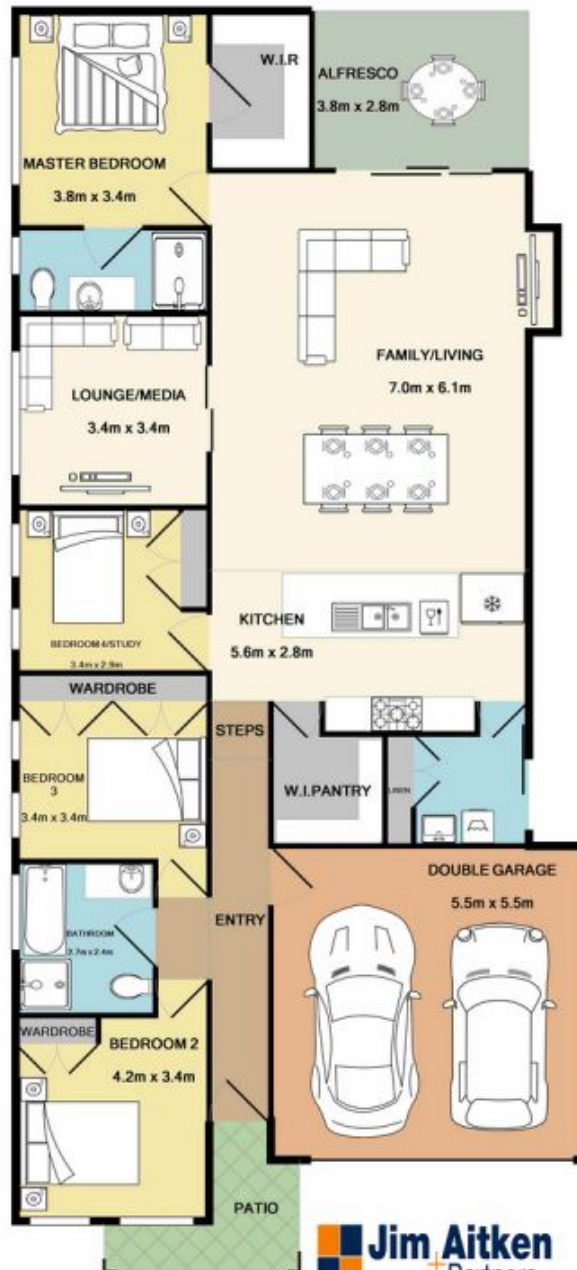 W.I.R
ALFRESCO
3.8m x 2.8m
MASTER BEDROOM
3.8m x 3.4m
FAMILY/LIVING
7.0m x 6.1m
LOUNGE/MEDIA
3.4m x 3.4m
KITCHEN
5.6m x 2.8m
BEDROOM 4/STUDY
3.4m x 2.9m
WARDROBE
STEPS
BEDROOM
3
3.4m x 3.4m
W.I.PANTRY
LINEN
DOUBLE GARAGE
5.5m x 5.5m
ENTRY
BATHROOM
2.7m x 2.4m
WARDROBE
BEDROOM 2
4.2m x 3.4m
PATIO
Jim Aitken
+ Partners